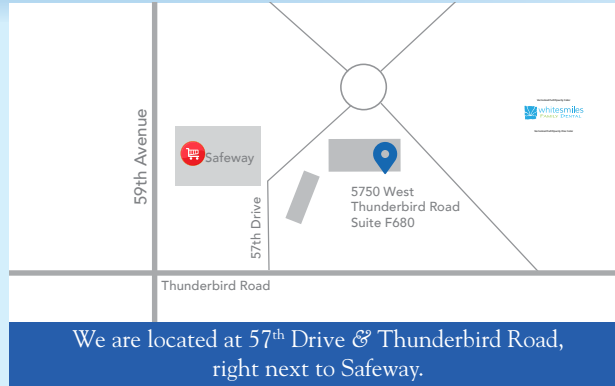 59th Avenue
Safeway
57th Drive
5750 West
Thunderbird Road
Suite F680
Thunderbird Road
whitesmiles
FAMILY DENTAL
We are located at 57th Drive & Thunderbird Road,
right next to Safeway.